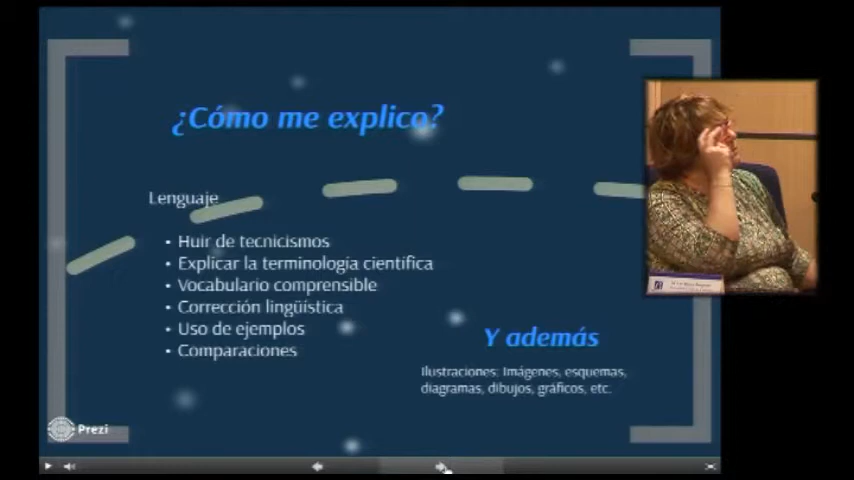 ¿Cómo me explico?
Lenguaje
• Huir de tecnicismos
• Explicar la terminología científica
• Vocabulario comprensible
• Corrección lingüística
• Uso de ejemplos
• Comparaciones
Y además
Ilustraciones: Imágenes, esquemas,
diagramas, dibujos, gráficos, etc.
Prezi